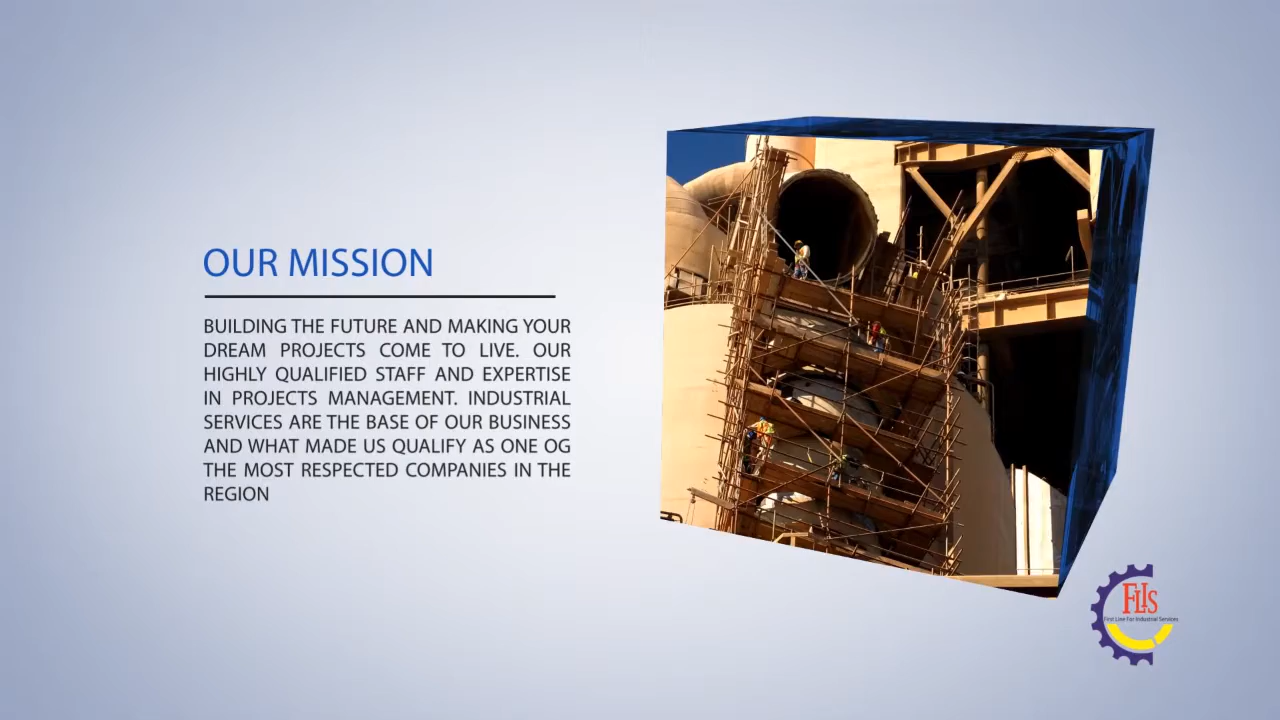 OUR MISSION
BUILDING THE FUTURE AND MAKING YOUR
DREAM PROJECTS COME TO LIVE. OUR
HIGHLY QUALIFIED STAFF AND EXPERTISE
IN PROJECTS MANAGEMENT. INDUSTRIAL
SERVICES ARE THE BASE OF OUR BUSINESS
AND WHAT MADE US QUALIFY AS ONE OG
THE MOST RESPECTED COMPANIES IN THE
REGION
FLIS
First Line For Industrial Services